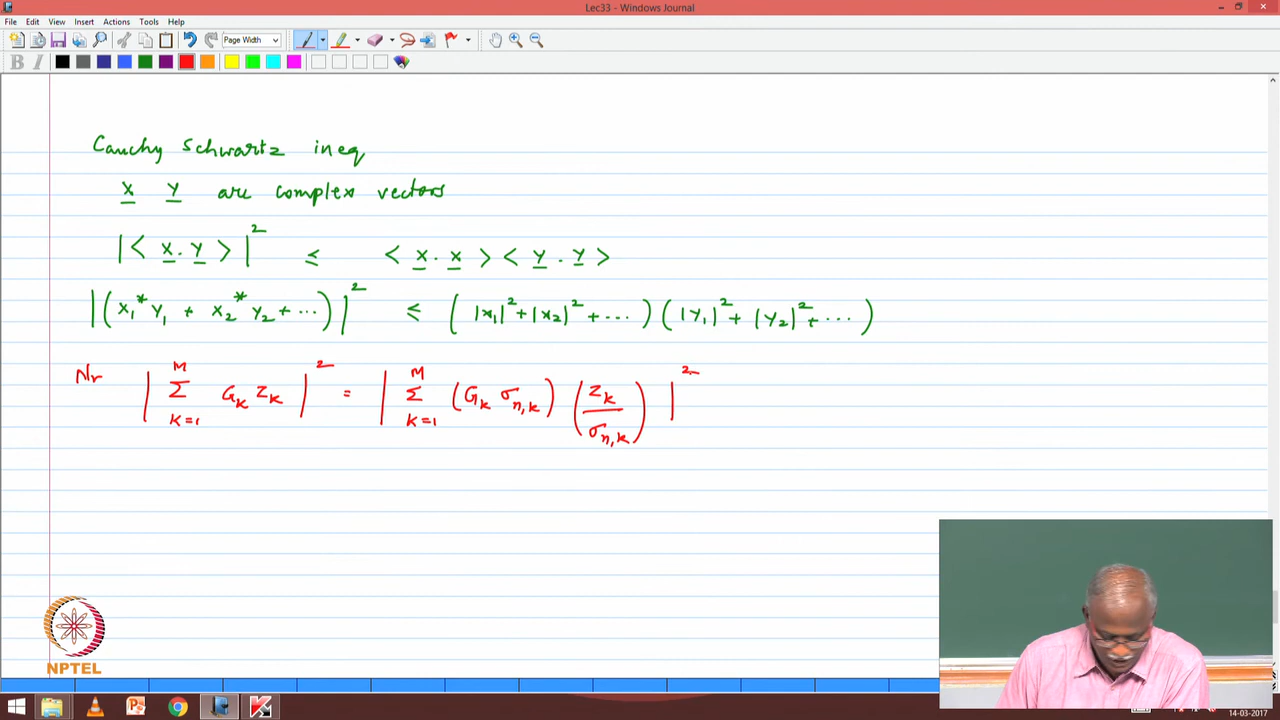 Lec33 - Windows Journal
File Edit View Insert Actions Tools Help
Page Width
B I
Cauchy Schwartz ineq
X Y are complex vectors
|< X . Y >|² ≤ < X . X > < Y . Y >
|(X₁* Y₁ + X₂* Y₂ + ...)|² ≤ (|X₁|² + |X₂|² + ...) (|Y₁|² + |Y₂|² + ...)
Nr |Σ_{k=1}^{M} G_k Z_k|² = |Σ_{k=1}^{M} (G_k σ_{n,k}) (Z_k / σ_{n,k})|²
NPTEL
14-03-2017